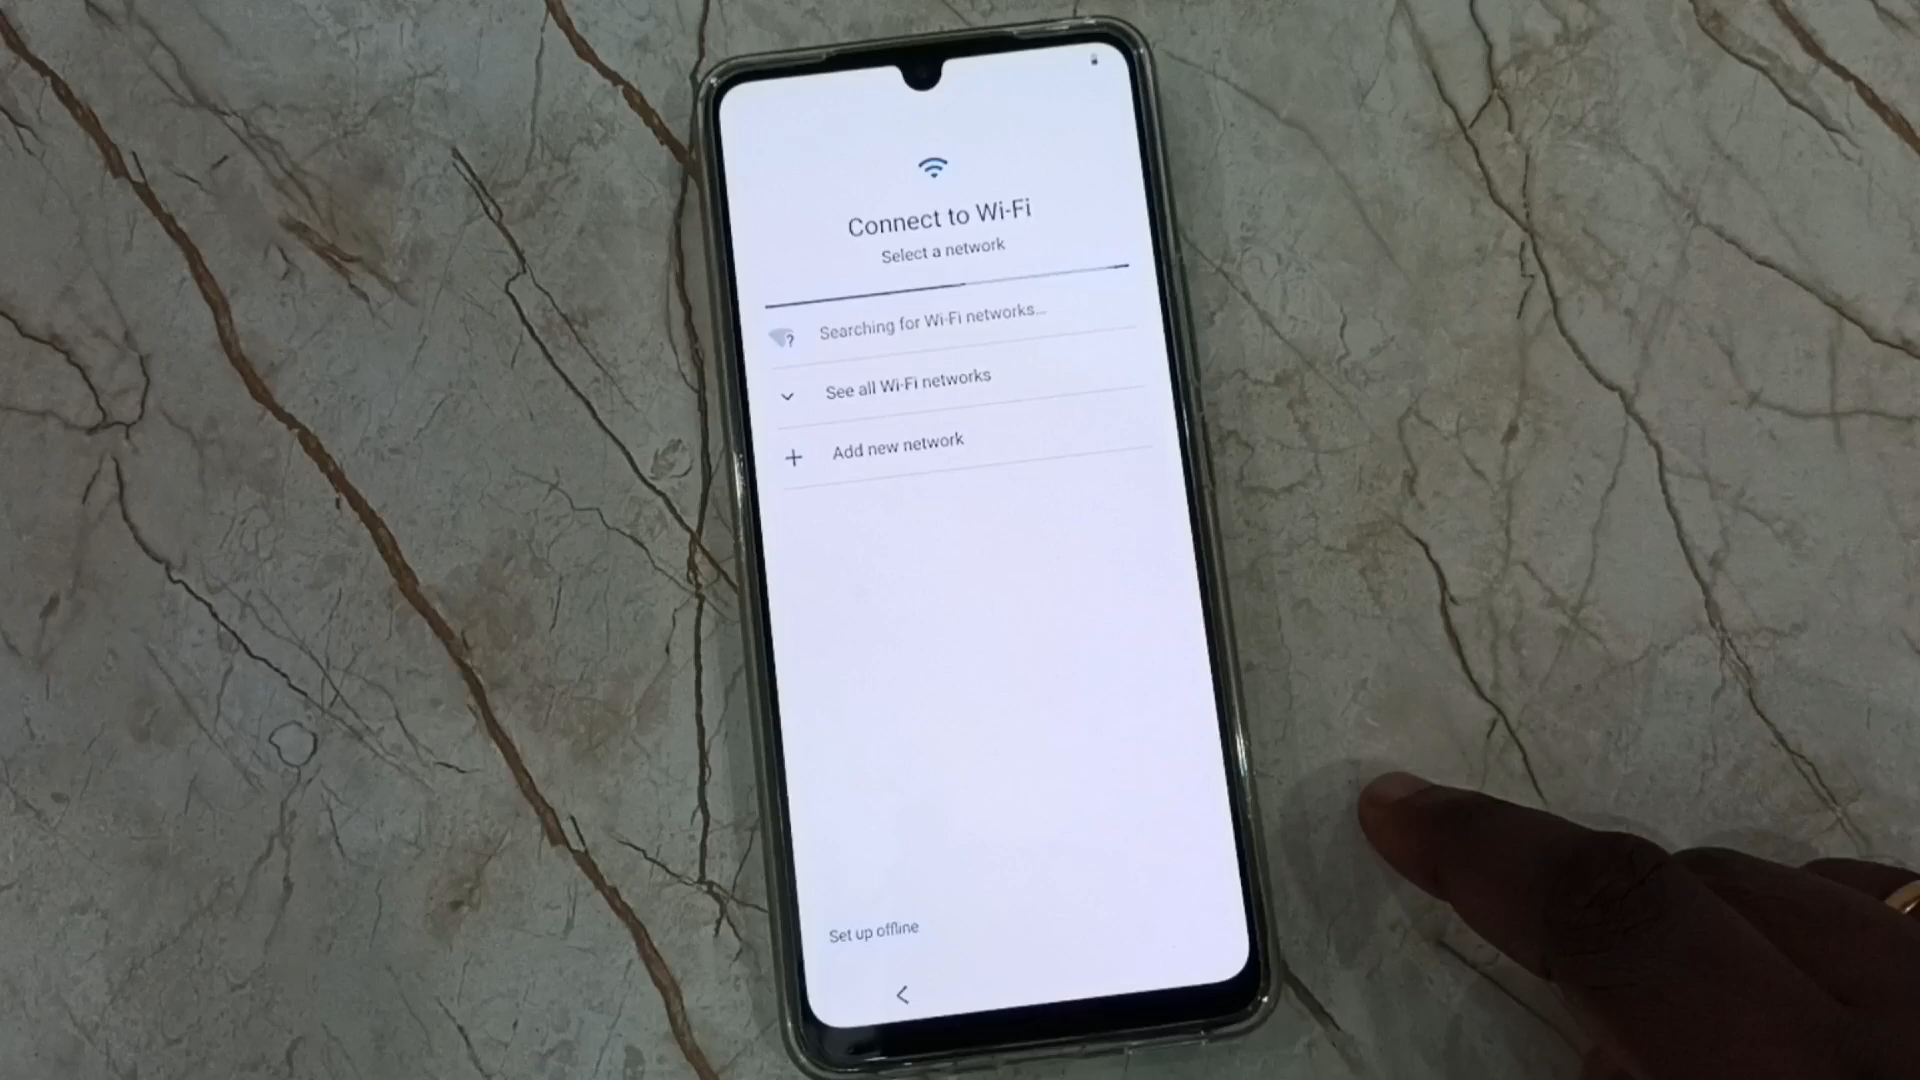 Connect to Wi-Fi
Select a network
Searching for Wi-Fi networks…
See all Wi-Fi networks
Add new network
Set up offline